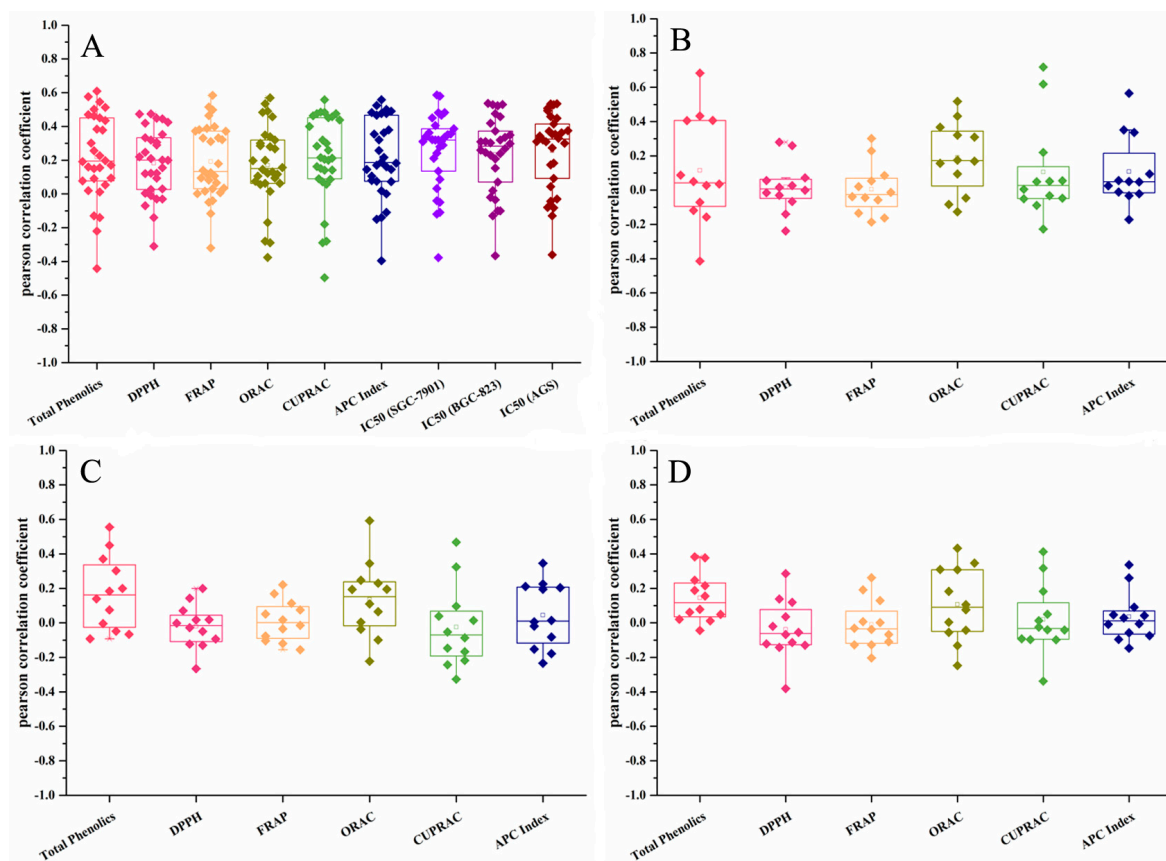 A
pearson correlation coefficient
1.0
0.8
0.6
0.4
0.2
0.0
-0.2
-0.4
-0.6
-0.8
-1.0
Total Phenolics
DPPH
FRAP
ORAC
CUPRAC
APC Index
IC50 (SGC-7901)
IC50 (BGC-823)
IC50 (AGS)
B
pearson correlation coefficient
1.0
0.8
0.6
0.4
0.2
0.0
-0.2
-0.4
-0.6
-0.8
-1.0
Total Phenolics
DPPH
FRAP
ORAC
CUPRAC
APC Index
C
pearson correlation coefficient
1.0
0.8
0.6
0.4
0.2
0.0
-0.2
-0.4
-0.6
-0.8
-1.0
Total Phenolics
DPPH
FRAP
ORAC
CUPRAC
APC Index
D
pearson correlation coefficient
1.0
0.8
0.6
0.4
0.2
0.0
-0.2
-0.4
-0.6
-0.8
-1.0
Total Phenolics
DPPH
FRAP
ORAC
CUPRAC
APC Index